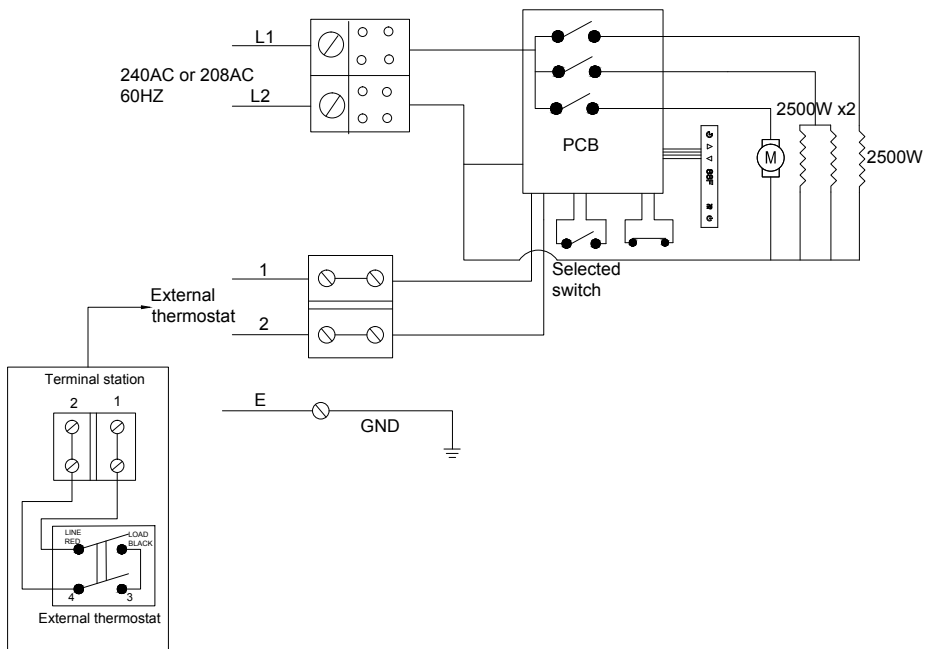 L1
240AC or 208AC
60HZ
L2
PCB
M
2500W x2
2500W
88F
Selected
switch
1
External
thermostat
2
Terminal station
2 1
E
GND
LINE
RED
LOAD
BLACK
4 3
External thermostat